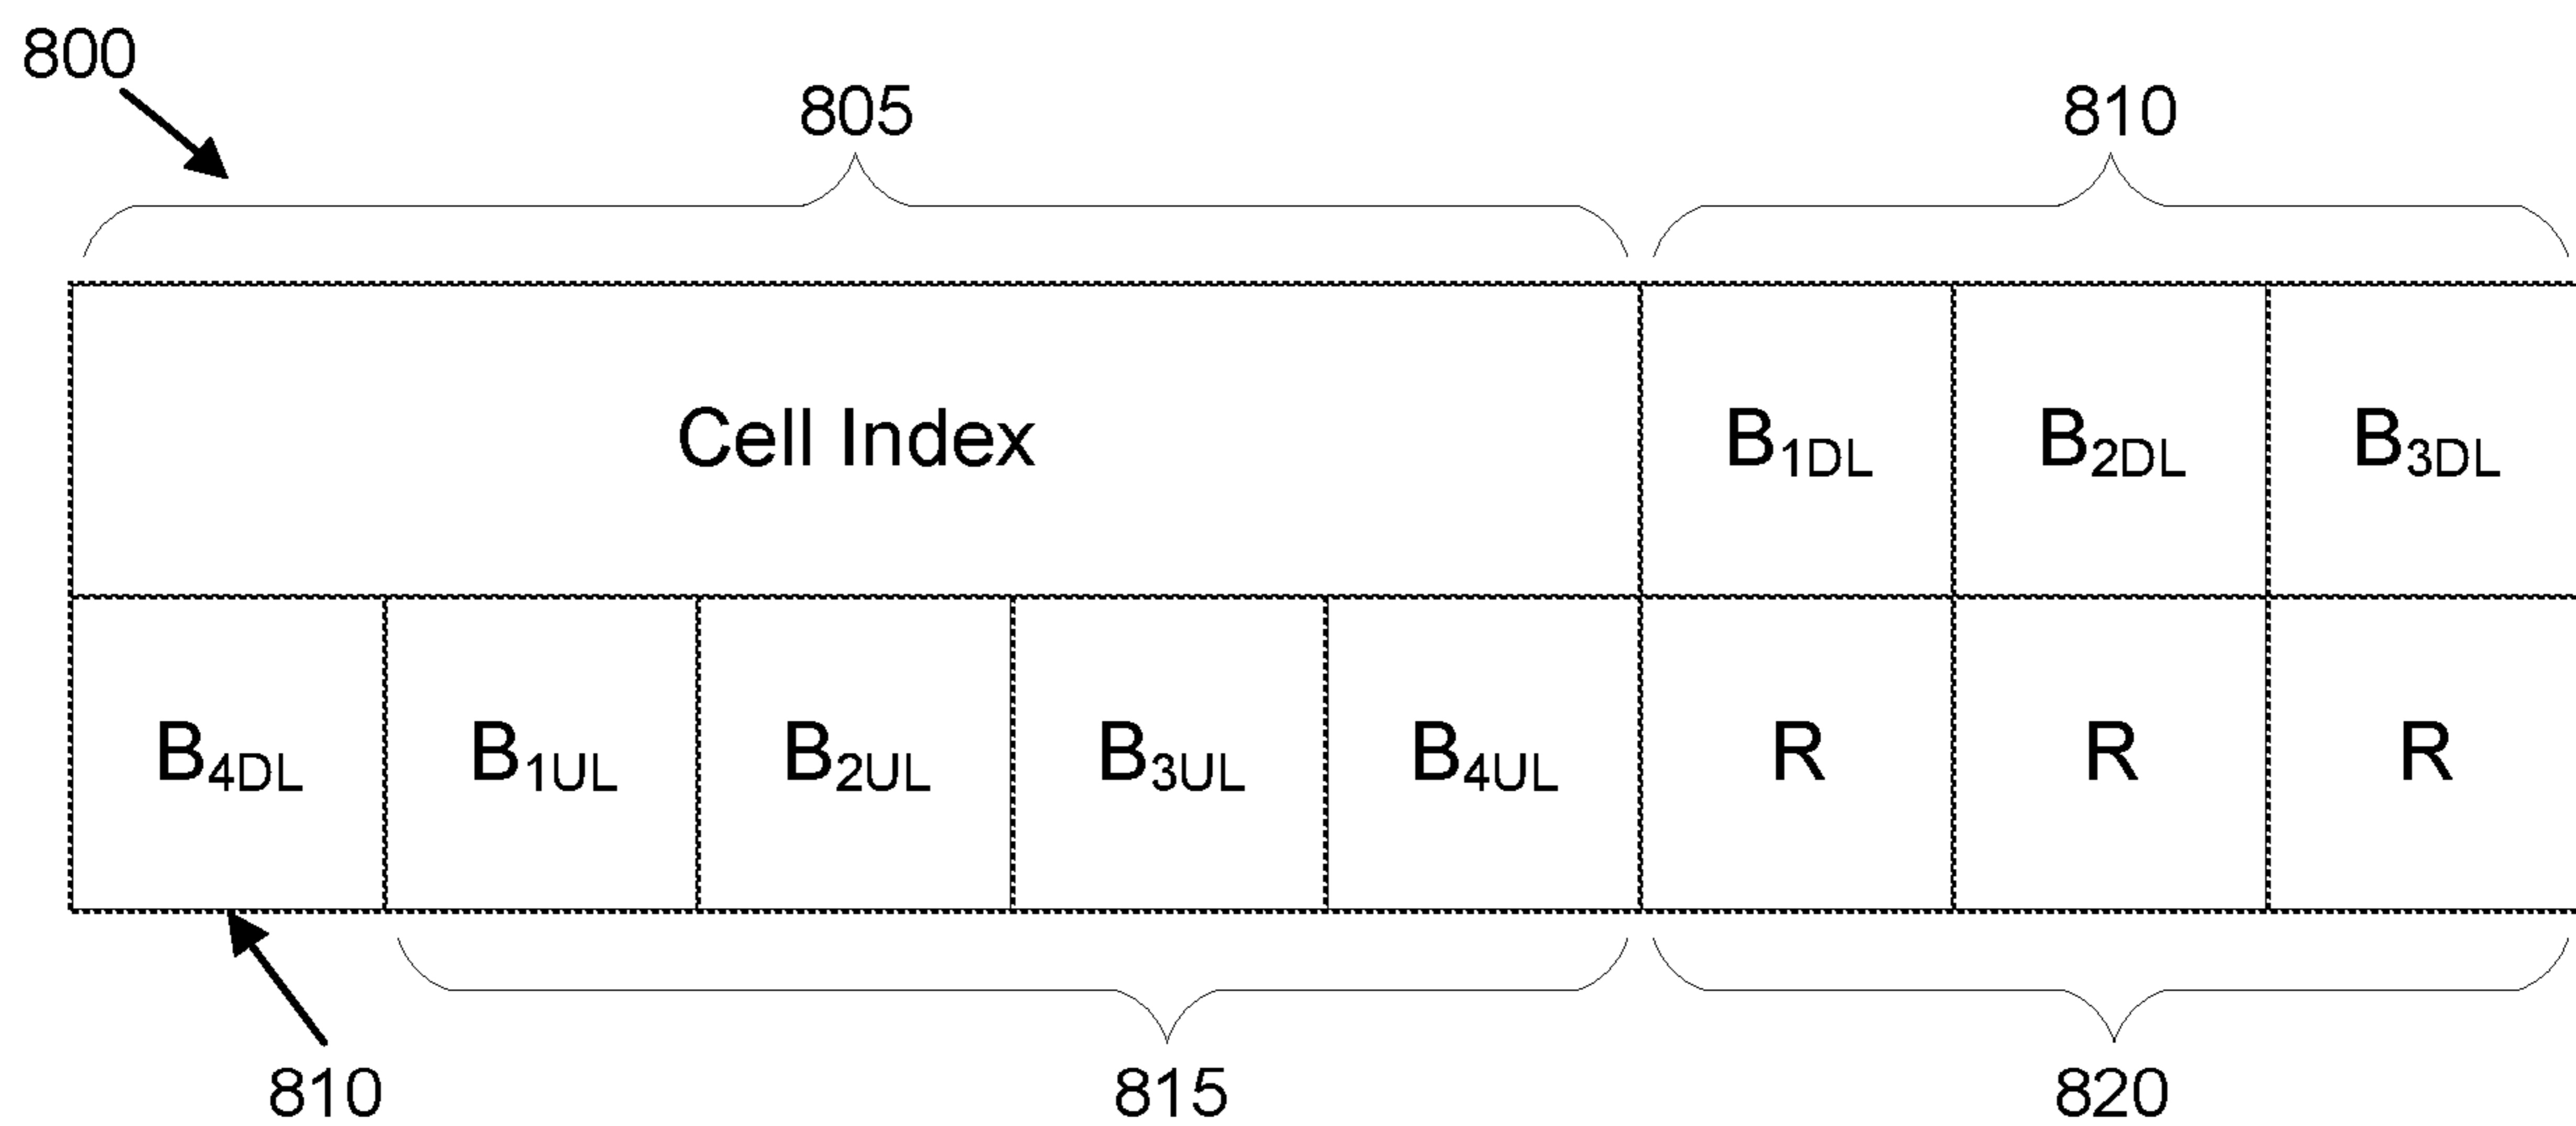 800
805 810
Cell Index B1DL B2DL B3DL
B4DL B1UL B2UL B3UL B4UL R R R
810 815 820